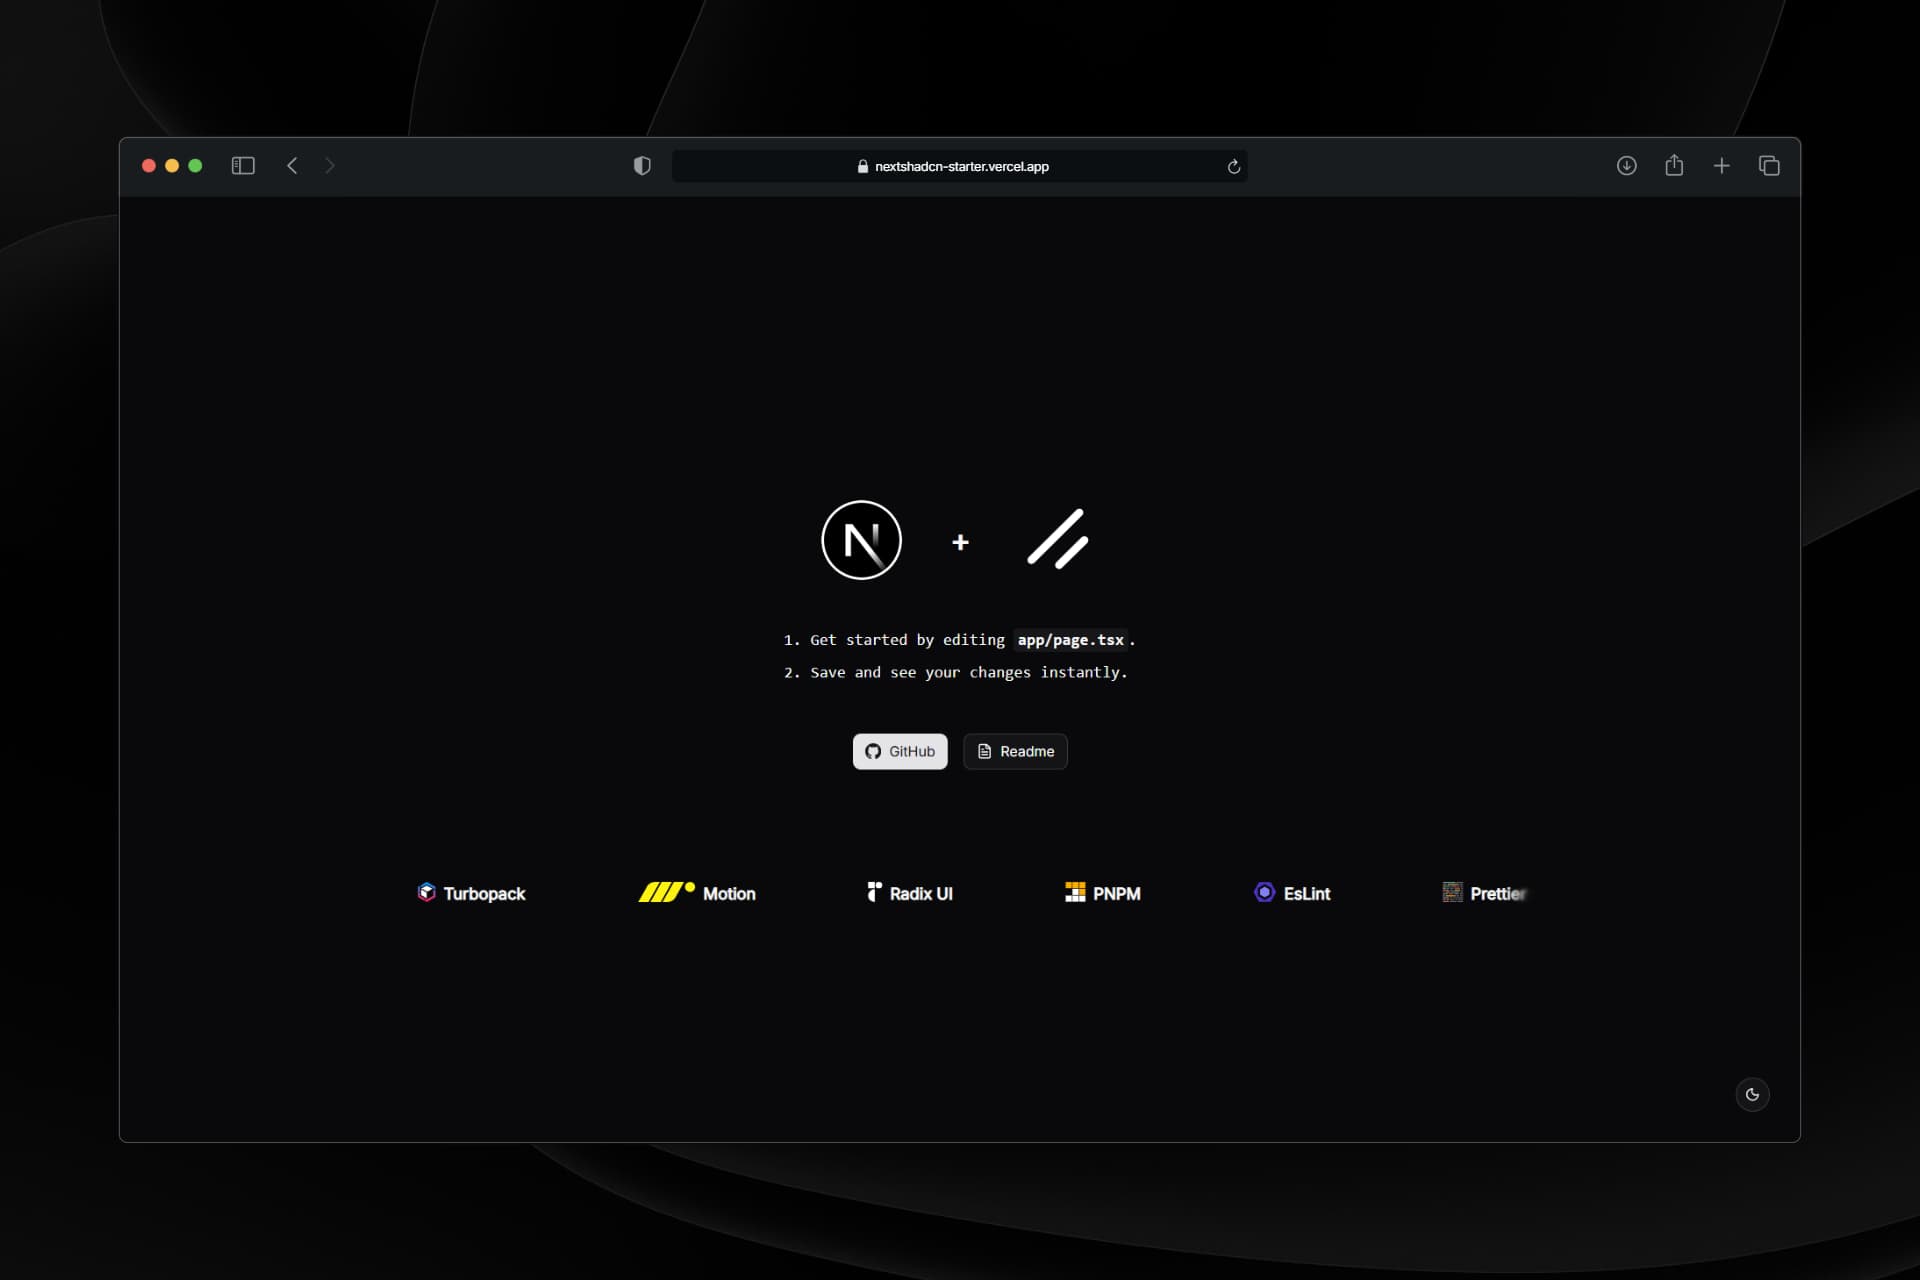 nextshadcn-starter.vercel.app
N +
1. Get started by editing app/page.tsx.
2. Save and see your changes instantly.
GitHub Readme
Turbopack Motion Radix UI PNPM EsLint Prettier